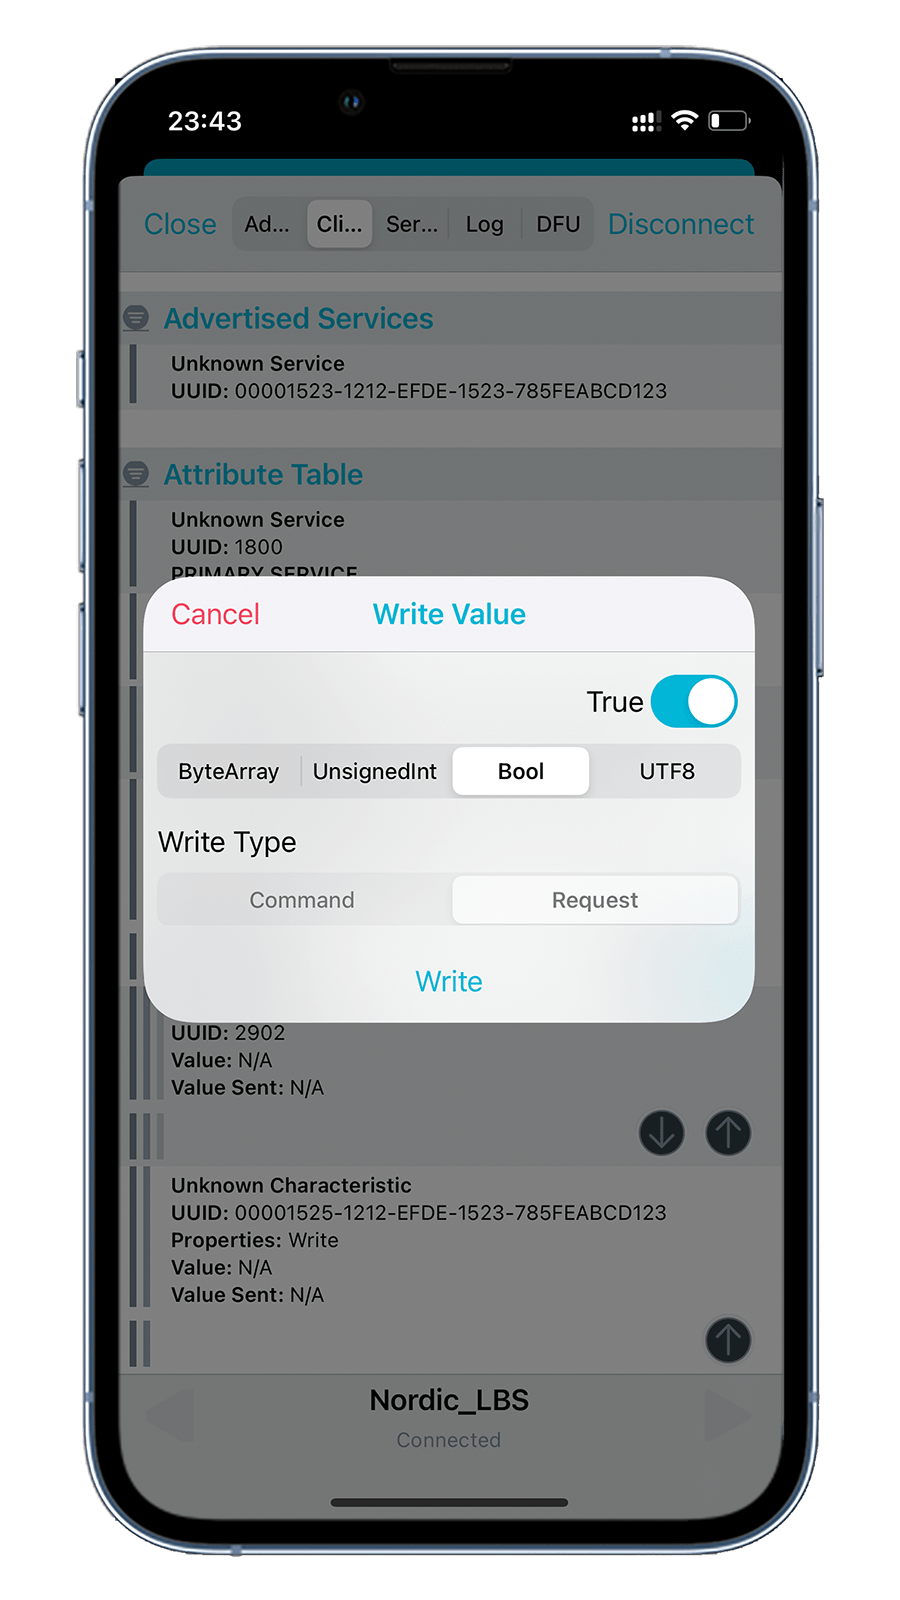 23:43
Close Ad... Cli... Ser... Log DFU Disconnect
Advertised Services
Unknown Service
UUID: 00001523-1212-EFDE-1523-785FEABCD123
Attribute Table
Unknown Service
UUID: 1800
PRIMARY SERVICE
Cancel Write Value
True
ByteArray UnsignedInt Bool UTF8
Write Type
Command Request
Write
UUID: 2902
Value: N/A
Value Sent: N/A
Unknown Characteristic
UUID: 00001525-1212-EFDE-1523-785FEABCD123
Properties: Write
Value: N/A
Value Sent: N/A
Nordic_LBS
Connected